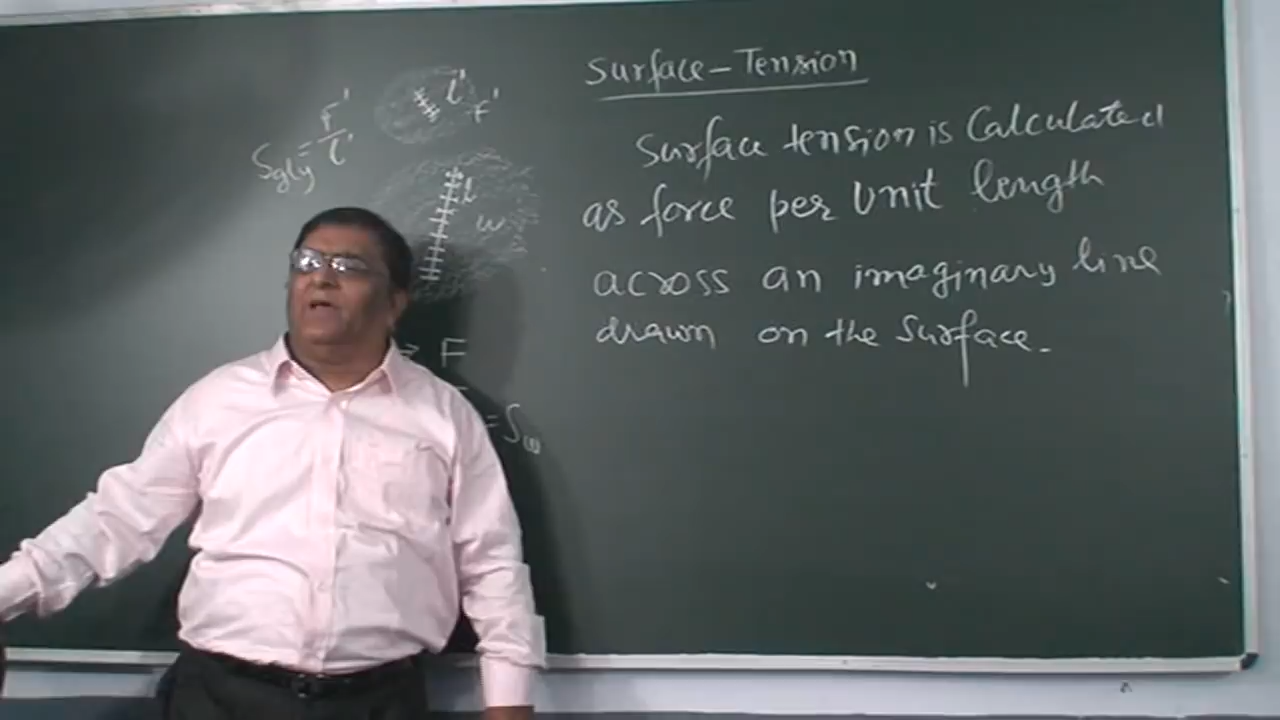 Surface-Tension
Surface tension is Calculated
as force per Unit length
across an imaginary line
drawn on the Surface.
F'
l'
Sgly =
l'
F'
l
w
→ F
= Sω